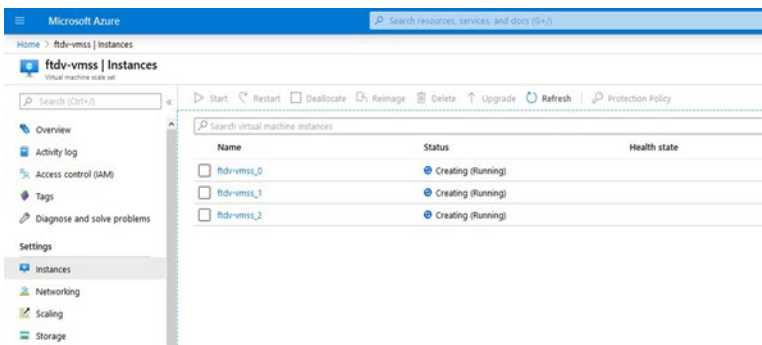 Microsoft Azure
Search resources, services, and docs (G+/)
Home > ftdv-vmss | Instances
ftdv-vmss | Instances
Virtual machine scale set
Search (Ctrl+/)
«
Start Restart Deallocate Reimage Delete Upgrade Refresh Protection Policy
Search virtual machine instances
Overview
Activity log
Access control (IAM)
Tags
Diagnose and solve problems
Settings
Instances
Networking
Scaling
Storage
Name Status Health state
ftdv-vmss_0 Creating (Running)
ftdv-vmss_1 Creating (Running)
ftdv-vmss_2 Creating (Running)